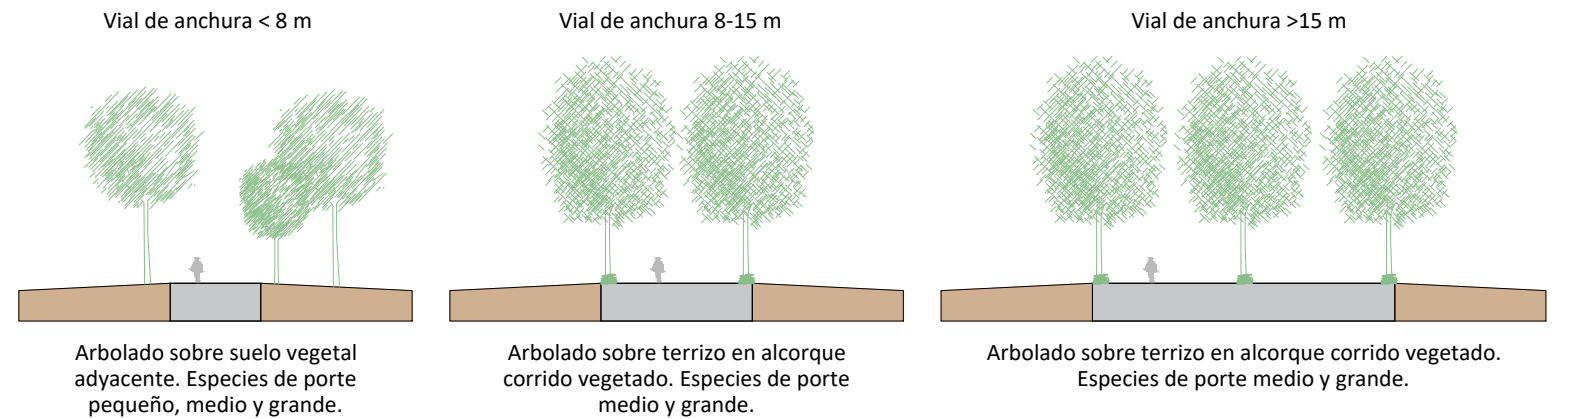 Vial de anchura < 8 m
Arbolado sobre suelo vegetal
adyacente. Especies de porte
pequeño, medio y grande.
Vial de anchura 8-15 m
Arbolado sobre terrizo en alcorque
corrido vegetado. Especies de porte
medio y grande.
Vial de anchura >15 m
Arbolado sobre terrizo en alcorque corrido vegetado.
Especies de porte medio y grande.